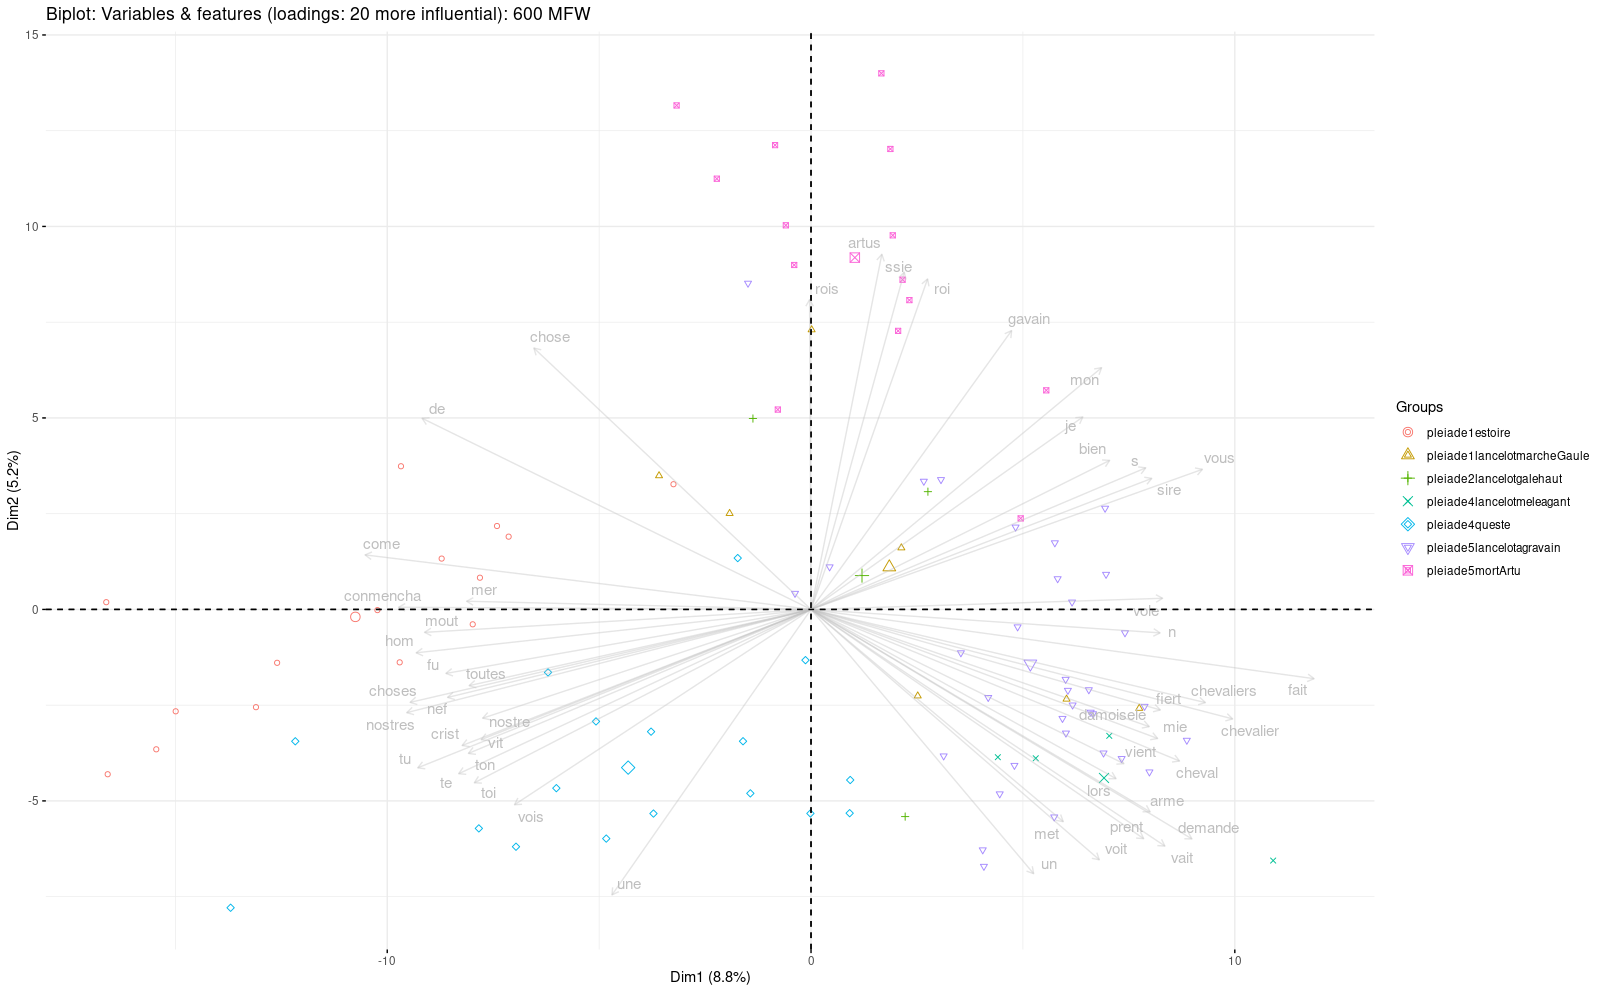 Biplot: Variables & features (loadings: 20 more influential): 600 MFW
15
10
5
0
-5
Dim2 (5.2%)
-10
0
10
Dim1 (8.8%)
artus
ssie
rois
roi
gavain
chose
mon
de
je
bien
s
vous
sire
come
mer
conmencha
vole
mout
n
hom
fu
toutes
choses
chevaliers
fait
nef
fiert
nostres
nostre
damoisele
mie
crist
chevalier
vit
tu
vient
ton
cheval
te
toi
lors
arme
vois
prent
demande
met
voit
vait
un
une
Groups
pleiade1estoire
pleiade1lancelotmarcheGaule
pleiade2lancelotgalehaut
pleiade4lancelotmeleagant
pleiade4queste
pleiade5lancelotagravain
pleiade5mortArtu